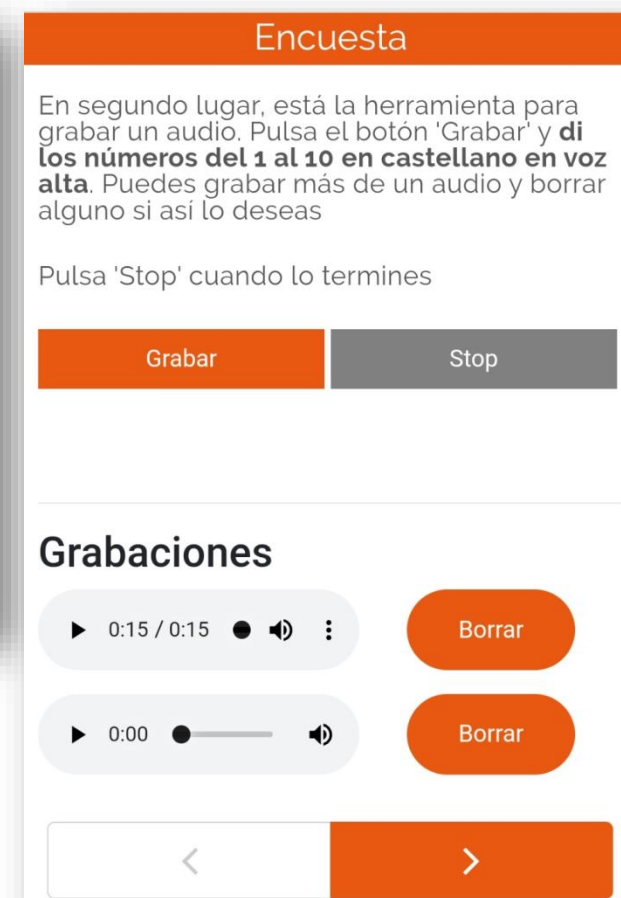 Encuesta
En segundo lugar, está la herramienta para
grabar un audio. Pulsa el botón 'Grabar' y di
los números del 1 al 10 en castellano en voz
alta. Puedes grabar más de un audio y borrar
alguno si así lo deseas
Pulsa 'Stop' cuando lo termines
Grabar Stop
Grabaciones
0:15 / 0:15 Borrar
0:00 Borrar